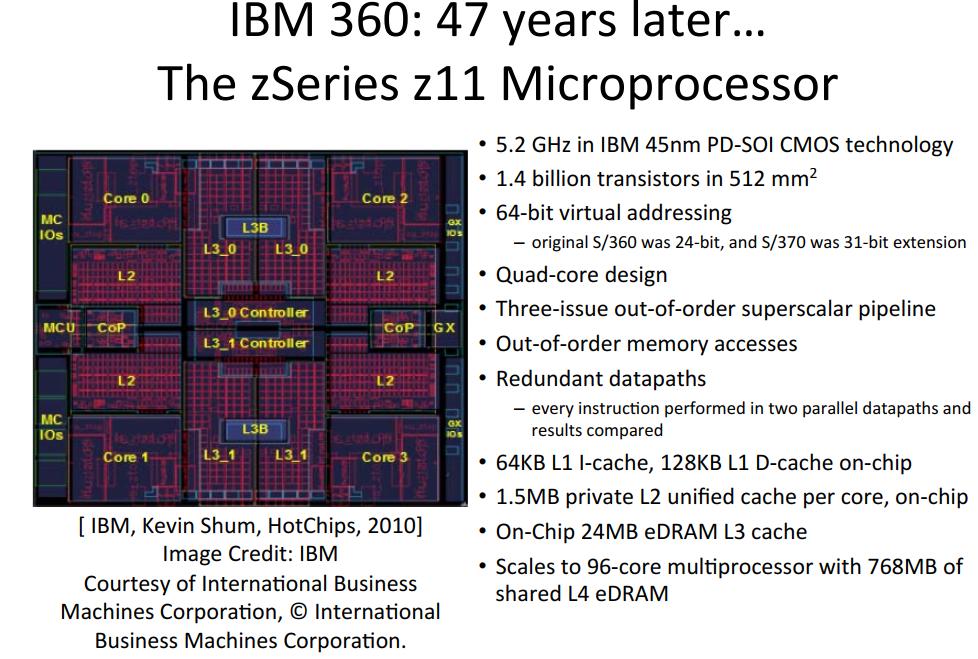 IBM 360: 47 years later…
The zSeries z11 Microprocessor
Core 0
Core 2
MC
IOs
GX
IOs
L3B
L3_0
L3_0
L2
L2
L3_0 Controller
MCU
CoP
CoP
GX
L3_1 Controller
L2
L2
MC
IOs
L3B
GX
IOs
Core 1
L3_1
L3_1
Core 3
[ IBM, Kevin Shum, HotChips, 2010]
Image Credit: IBM
Courtesy of International Business
Machines Corporation, © International
Business Machines Corporation.
• 5.2 GHz in IBM 45nm PD-SOI CMOS technology
• 1.4 billion transistors in 512 mm²
• 64-bit virtual addressing
– original S/360 was 24-bit, and S/370 was 31-bit extension
• Quad-core design
• Three-issue out-of-order superscalar pipeline
• Out-of-order memory accesses
• Redundant datapaths
– every instruction performed in two parallel datapaths and
results compared
• 64KB L1 I-cache, 128KB L1 D-cache on-chip
• 1.5MB private L2 unified cache per core, on-chip
• On-Chip 24MB eDRAM L3 cache
• Scales to 96-core multiprocessor with 768MB of
shared L4 eDRAM